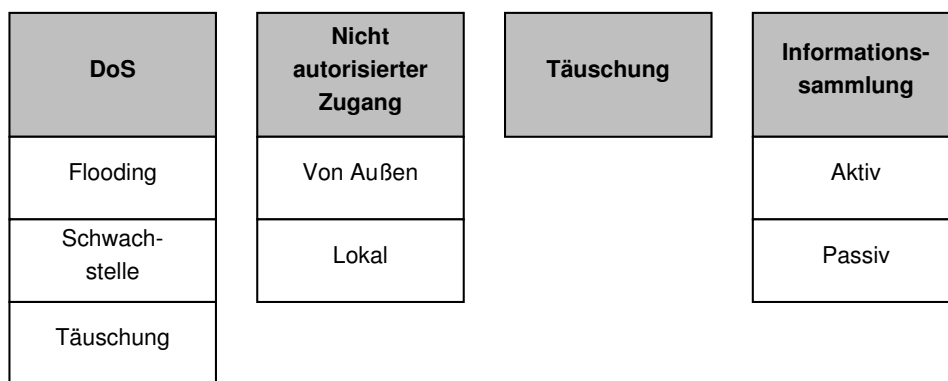 DoS
Flooding
Schwach-
stelle
Täuschung
Nicht
autorisierter
Zugang
Von Außen
Lokal
Täuschung
Informations-
sammlung
Aktiv
Passiv